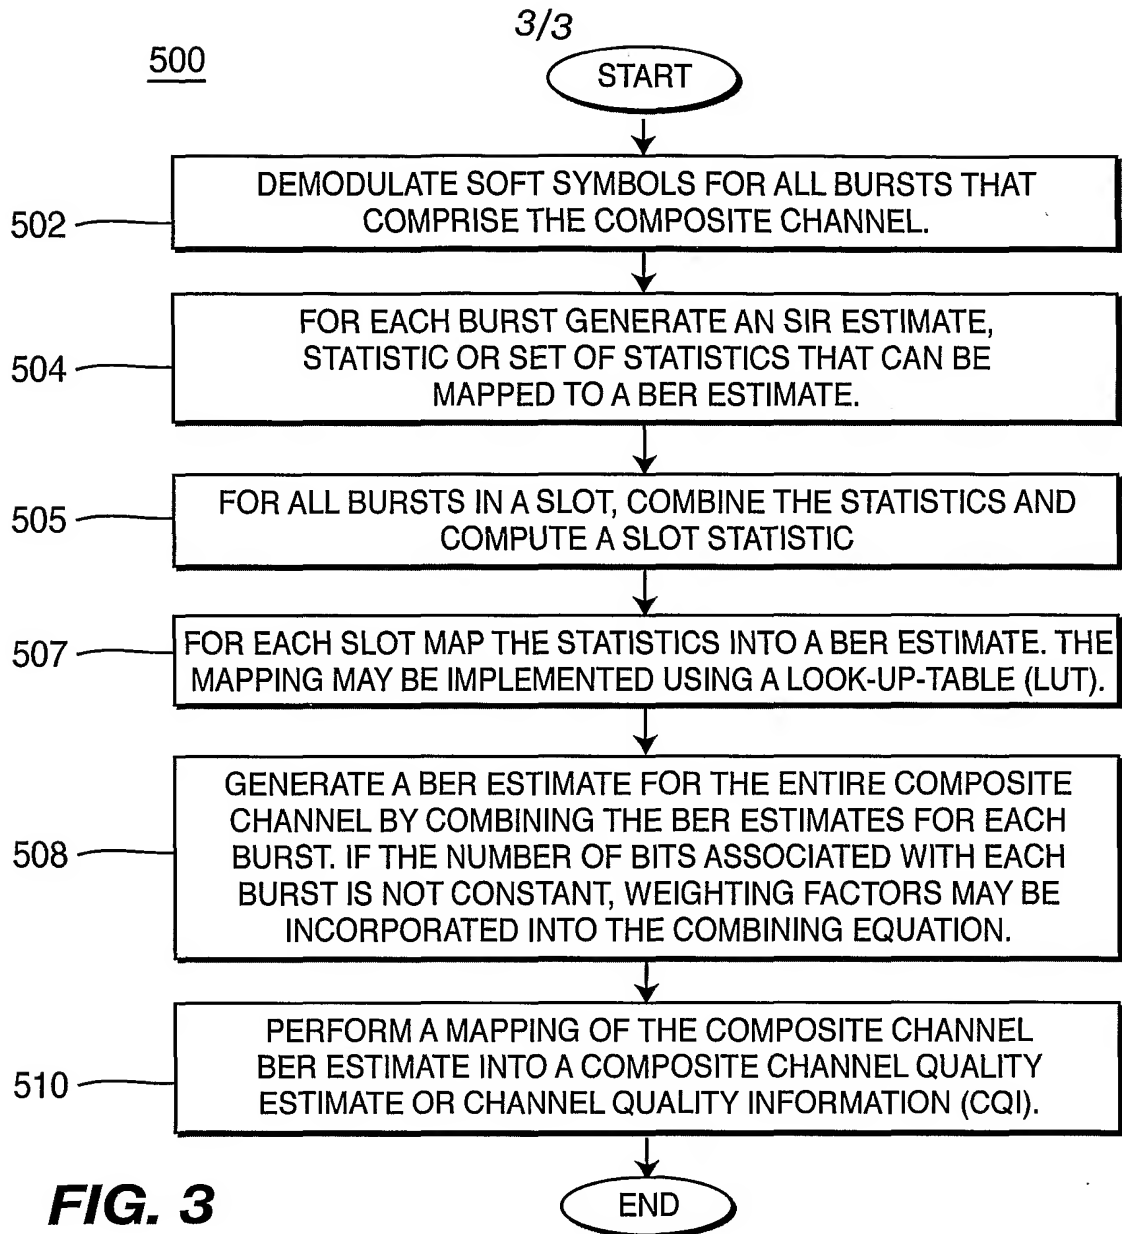 3/3
500
START
DEMODULATE SOFT SYMBOLS FOR ALL BURSTS THAT
COMPRISE THE COMPOSITE CHANNEL.
502
FOR EACH BURST GENERATE AN SIR ESTIMATE,
STATISTIC OR SET OF STATISTICS THAT CAN BE
MAPPED TO A BER ESTIMATE.
504
FOR ALL BURSTS IN A SLOT, COMBINE THE STATISTICS AND
COMPUTE A SLOT STATISTIC
505
FOR EACH SLOT MAP THE STATISTICS INTO A BER ESTIMATE. THE
MAPPING MAY BE IMPLEMENTED USING A LOOK-UP-TABLE (LUT).
507
GENERATE A BER ESTIMATE FOR THE ENTIRE COMPOSITE
CHANNEL BY COMBINING THE BER ESTIMATES FOR EACH
BURST. IF THE NUMBER OF BITS ASSOCIATED WITH EACH
BURST IS NOT CONSTANT, WEIGHTING FACTORS MAY BE
INCORPORATED INTO THE COMBINING EQUATION.
508
PERFORM A MAPPING OF THE COMPOSITE CHANNEL
BER ESTIMATE INTO A COMPOSITE CHANNEL QUALITY
ESTIMATE OR CHANNEL QUALITY INFORMATION (CQI).
510
END
FIG. 3